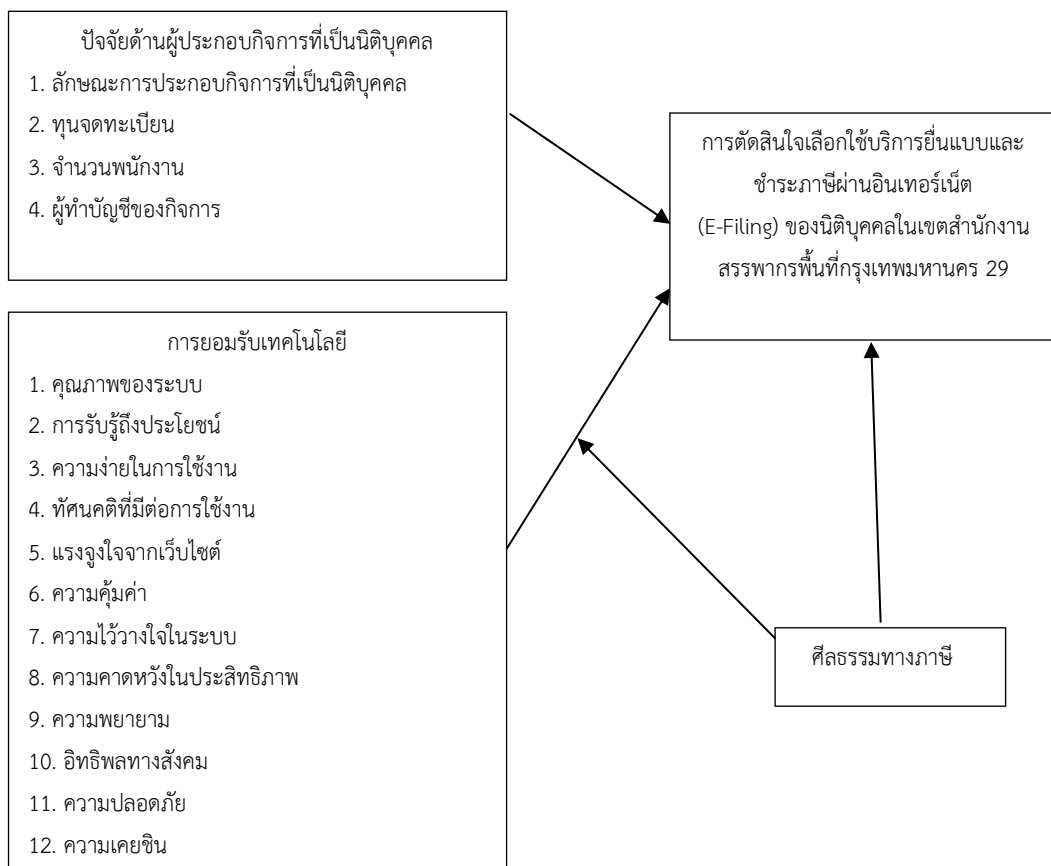 ปัจจัยด้านผู้ประกอบกิจการที่เป็นนิติบุคคล
1. ลักษณะการประกอบกิจการที่เป็นนิติบุคคล
2. ทุนจดทะเบียน
3. จำนวนพนักงาน
4. ผู้ทำบัญชีของกิจการ
การตัดสินใจเลือกใช้บริการยื่นแบบและ
ชำระภาษีผ่านอินเทอร์เน็ต
(E-Filing) ของนิติบุคคลในเขตสำนักงาน
สรรพากรพื้นที่กรุงเทพมหานคร 29
การยอมรับเทคโนโลยี
1. คุณภาพของระบบ
2. การรับรู้ถึงประโยชน์
3. ความง่ายในการใช้งาน
4. ทัศนคติที่มีต่อการใช้งาน
5. แรงจูงใจจากเว็บไซต์
6. ความคุ้มค่า
7. ความไว้วางใจในระบบ
8. ความคาดหวังในประสิทธิภาพ
9. ความพยายาม
10. อิทธิพลทางสังคม
11. ความปลอดภัย
12. ความเคยชิน
ศีลธรรมทางภาษี